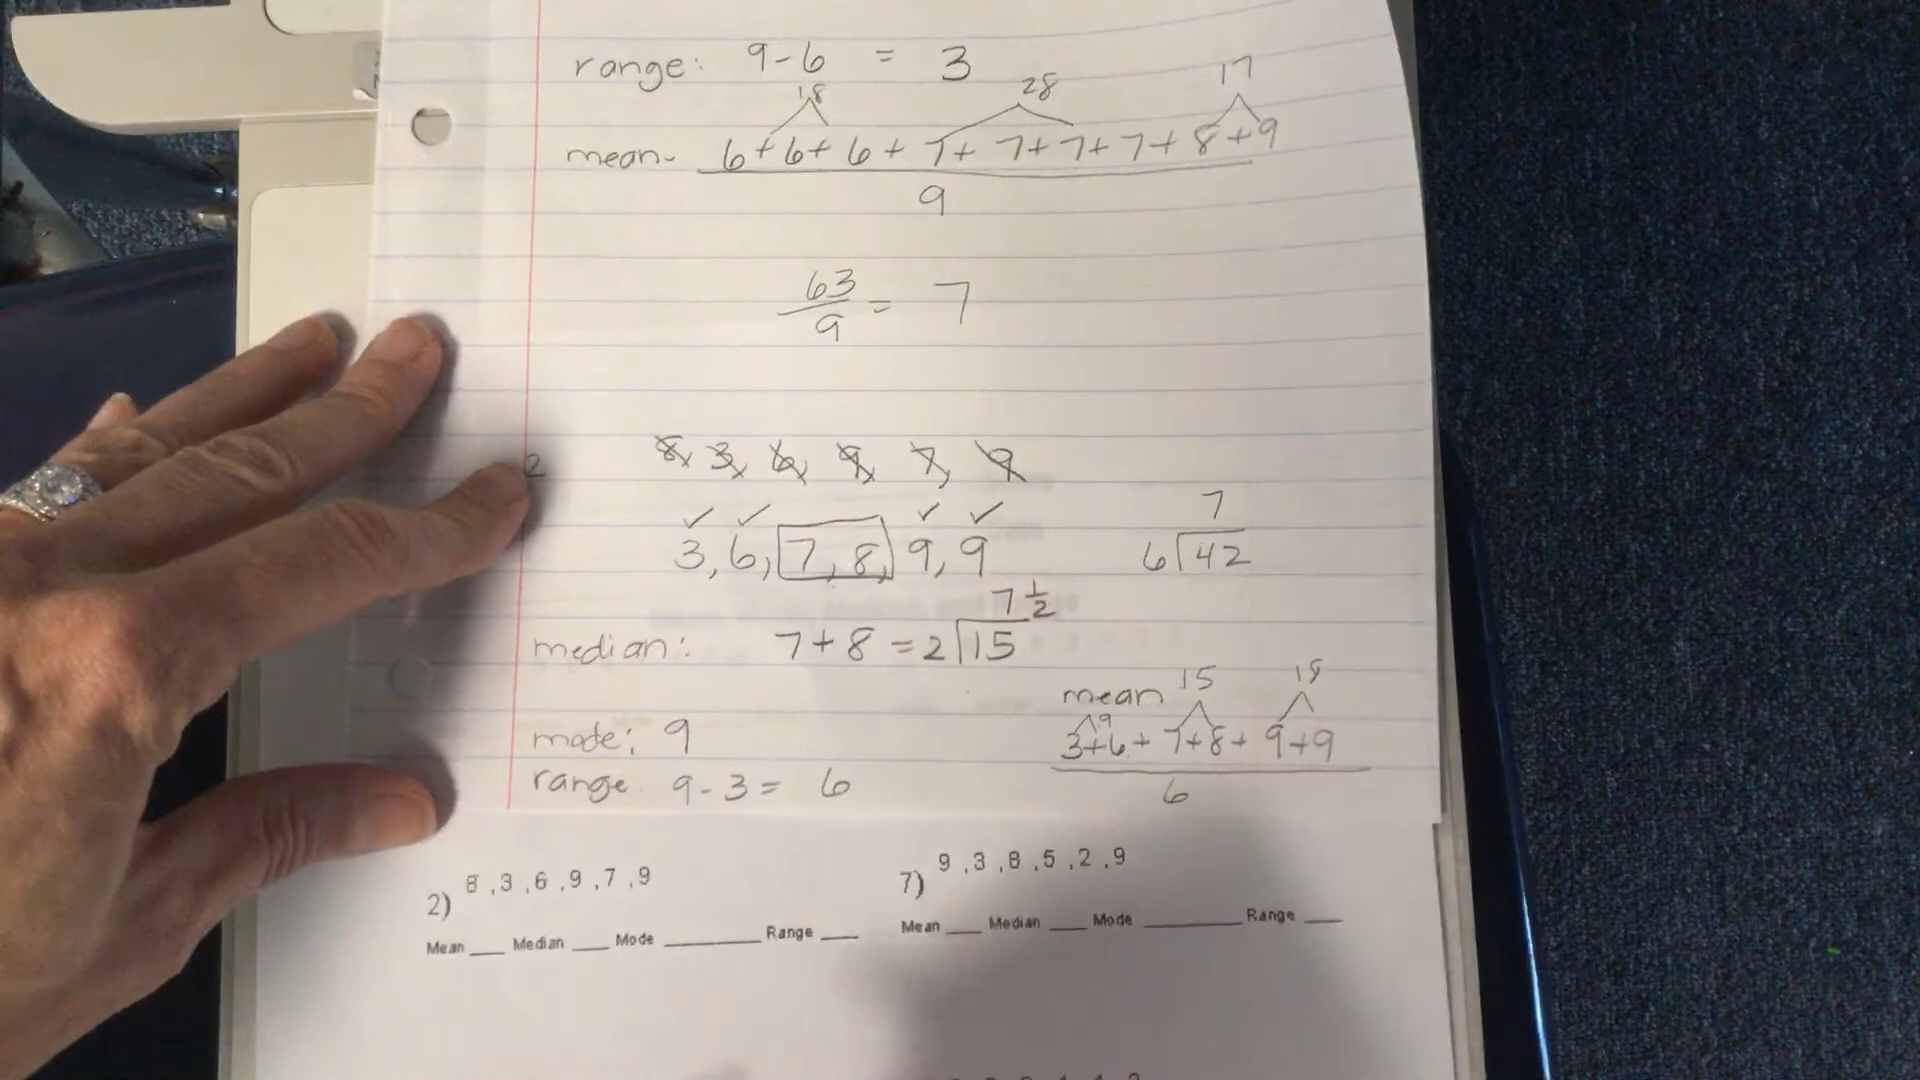 range: 9-6 = 3
18 28 17
mean- 6+6+6+7+7+7+7+8+9
9
63
9 = 7
2 8, 3, 6, 9, 7, 9
✓ ✓ ✓ ✓
3, 6, 7, 8, 9, 9
7
6)42
7 1/2
median: 7+8 = 2)15
mode: 9
range. 9-3= 6
mean 15 18
9
3+6+ 7+8+ 9+9
6
2) 8 ,3 ,6 ,9 ,7 ,9
Mean ___ Median ___ Mode ________ Range ___
7) 9 ,3 ,8 ,5 ,2 ,9
Mean ___ Median ___ Mode ________ Range ___